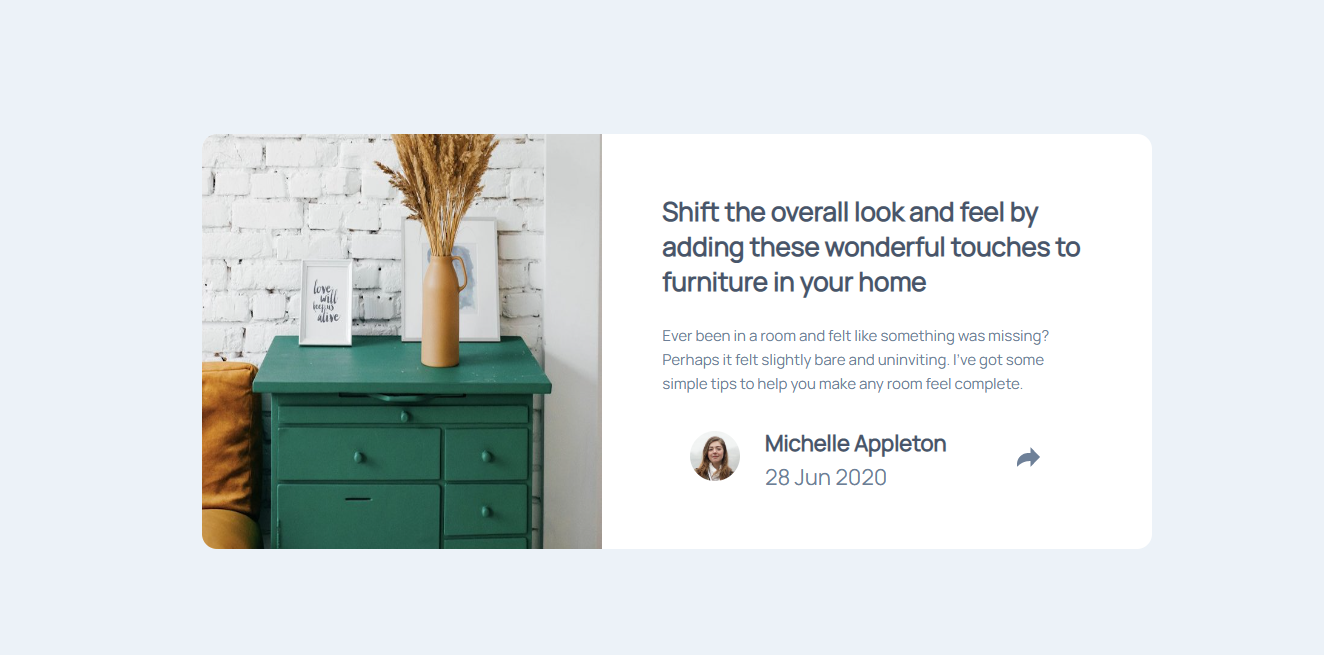 love
will
keep us
alive
Shift the overall look and feel by
adding these wonderful touches to
furniture in your home
Ever been in a room and felt like something was missing?
Perhaps it felt slightly bare and uninviting. I've got some
simple tips to help you make any room feel complete.
Michelle Appleton
28 Jun 2020